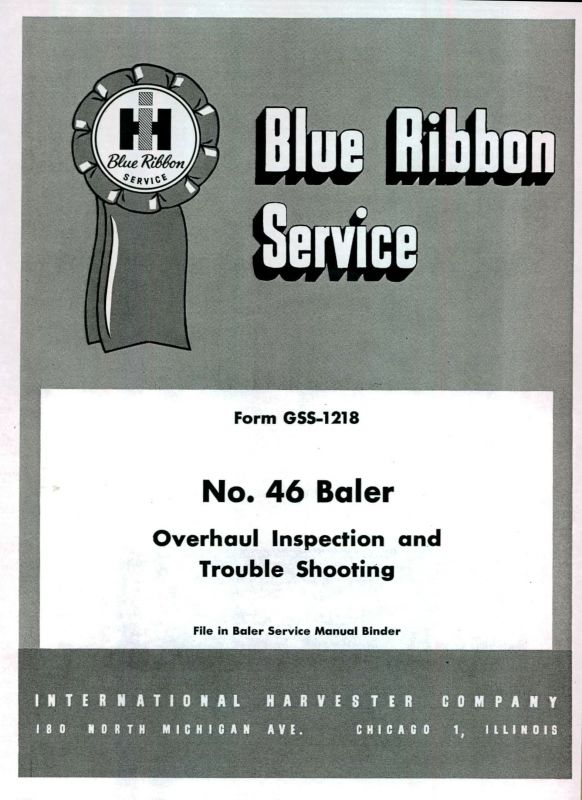 IH
Blue Ribbon
SERVICE
Blue Ribbon
Service
Form GSS-1218
No. 46 Baler
Overhaul Inspection and
Trouble Shooting
File in Baler Service Manual Binder
INTERNATIONAL HARVESTER COMPANY
180 NORTH MICHIGAN AVE. CHICAGO 1, ILLINOIS